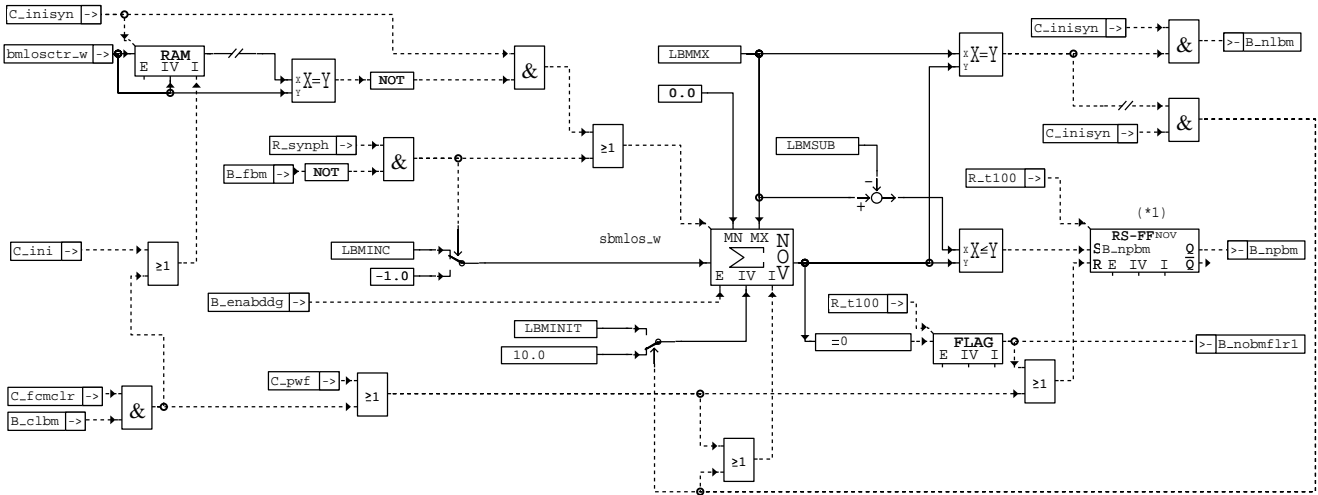 C_inisyn ->
C_inisyn ->
bmlosctr_w ->
RAM
E IV I
X Y X=Y
NOT
&
LBMMX
X Y X=Y
&
>- B_nlbm
0.0
C_inisyn ->
&
R_synph ->
&
≥1
B_fbm ->
NOT
LBMSUB
-
+
R_t100 ->
(*1)
C_ini ->
≥1
LBMINC
-1.0
sbmlos_w
MN MX
Σ
NOV
E IV I
X Y X≤Y
RS-FF NOV
S B_npbm Q
R E IV I Q
>- B_npbm
B_enabddg ->
R_t100 ->
LBMINIT
10.0
=0
FLAG
E IV I
>- B_nobmflr1
C_pwf ->
≥1
≥1
C_fcmclr ->
B_clbm ->
&
≥1